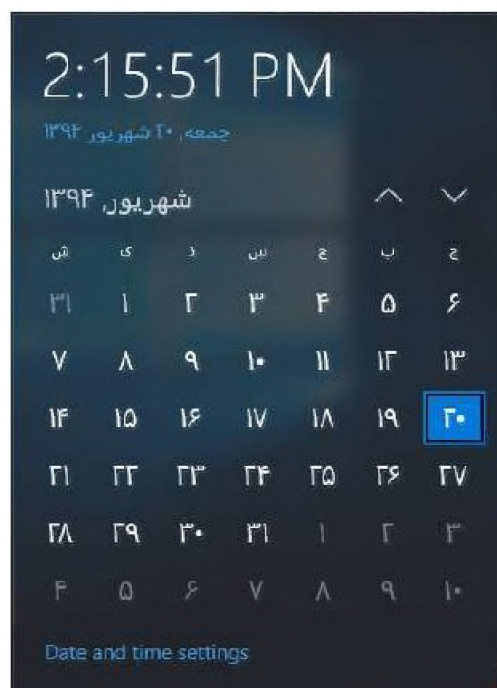 2:15:51 PM
جمعه, ۲۰ شهریور ۱۳۹۴
شهریور, ۱۳۹۴
ش ی د س چ پ ج
۳۱ ۱ ۲ ۳ ۴ ۵ ۶
۷ ۸ ۹ ۱۰ ۱۱ ۱۲ ۱۳
۱۴ ۱۵ ۱۶ ۱۷ ۱۸ ۱۹ ۲۰
۲۱ ۲۲ ۲۳ ۲۴ ۲۵ ۲۶ ۲۷
۲۸ ۲۹ ۳۰ ۳۱ ۱ ۲ ۳
۴ ۵ ۶ ۷ ۸ ۹ ۱۰
Date and time settings